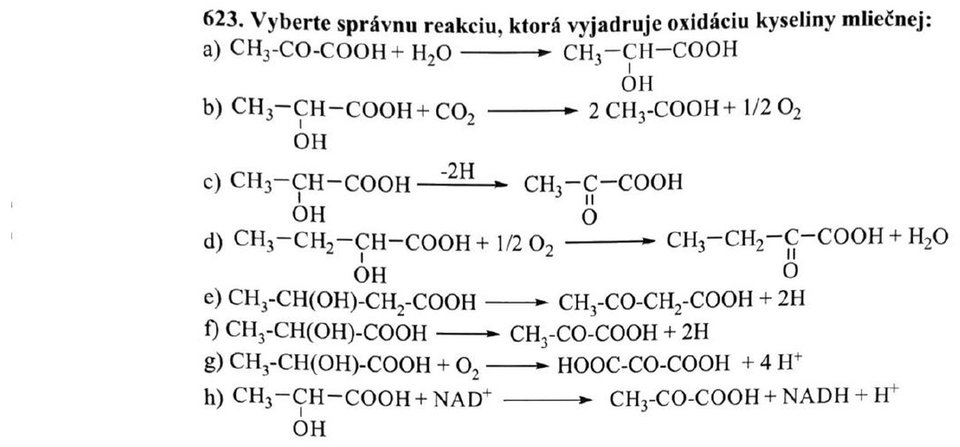 623. Vyberte správnu reakciu, ktorá vyjadruje oxidáciu kyseliny mliečnej:
a) CH₃-CO-COOH + H₂O ⟶ CH₃−CH−COOH
OH
b) CH₃−CH−COOH + CO₂ ⟶ 2 CH₃-COOH + 1/2 O₂
OH
c) CH₃−CH−COOH -2H ⟶ CH₃−C−COOH
OH O
d) CH₃−CH₂−CH−COOH + 1/2 O₂ ⟶ CH₃−CH₂−C−COOH + H₂O
OH O
e) CH₃-CH(OH)-CH₂-COOH ⟶ CH₃-CO-CH₂-COOH + 2H
f) CH₃-CH(OH)-COOH ⟶ CH₃-CO-COOH + 2H
g) CH₃-CH(OH)-COOH + O₂ ⟶ HOOC-CO-COOH + 4 H⁺
h) CH₃−CH−COOH + NAD⁺ ⟶ CH₃-CO-COOH + NADH + H⁺
OH